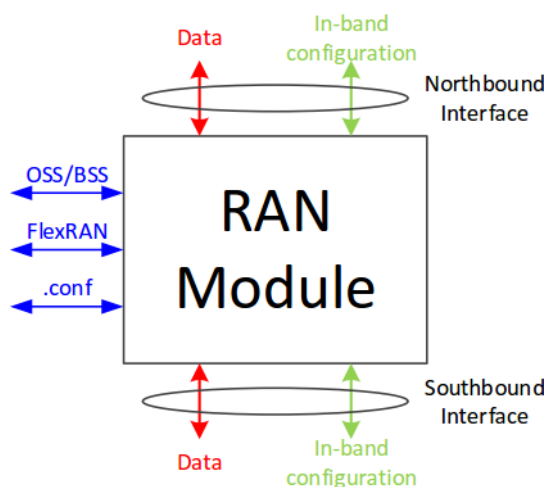 Data
In-band
configuration
Northbound
Interface
OSS/BSS
FlexRAN
.conf
RAN
Module
Southbound
Interface
Data
In-band
configuration